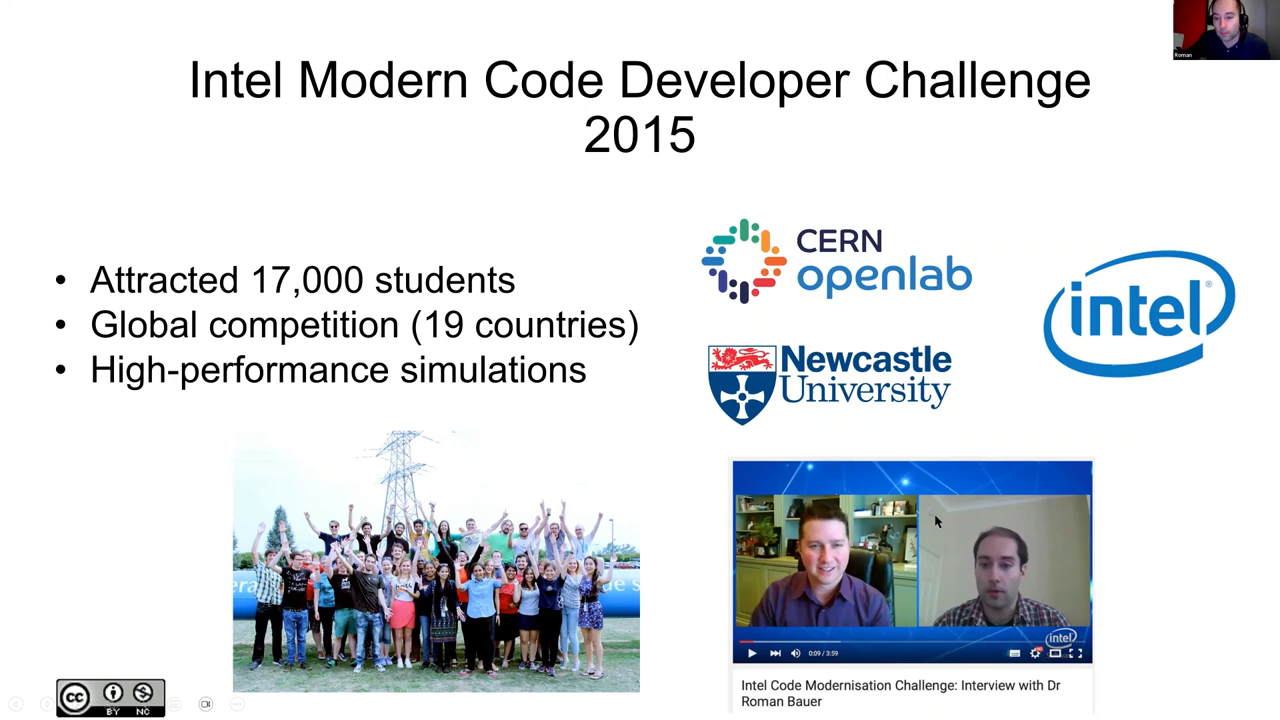 Roman
Intel Modern Code Developer Challenge
2015
• Attracted 17,000 students
• Global competition (19 countries)
• High-performance simulations
CERN
openlab
intel®
Newcastle
University
intel
0:09 / 3:59
Intel Code Modernisation Challenge: Interview with Dr
Roman Bauer
CC
BY NC